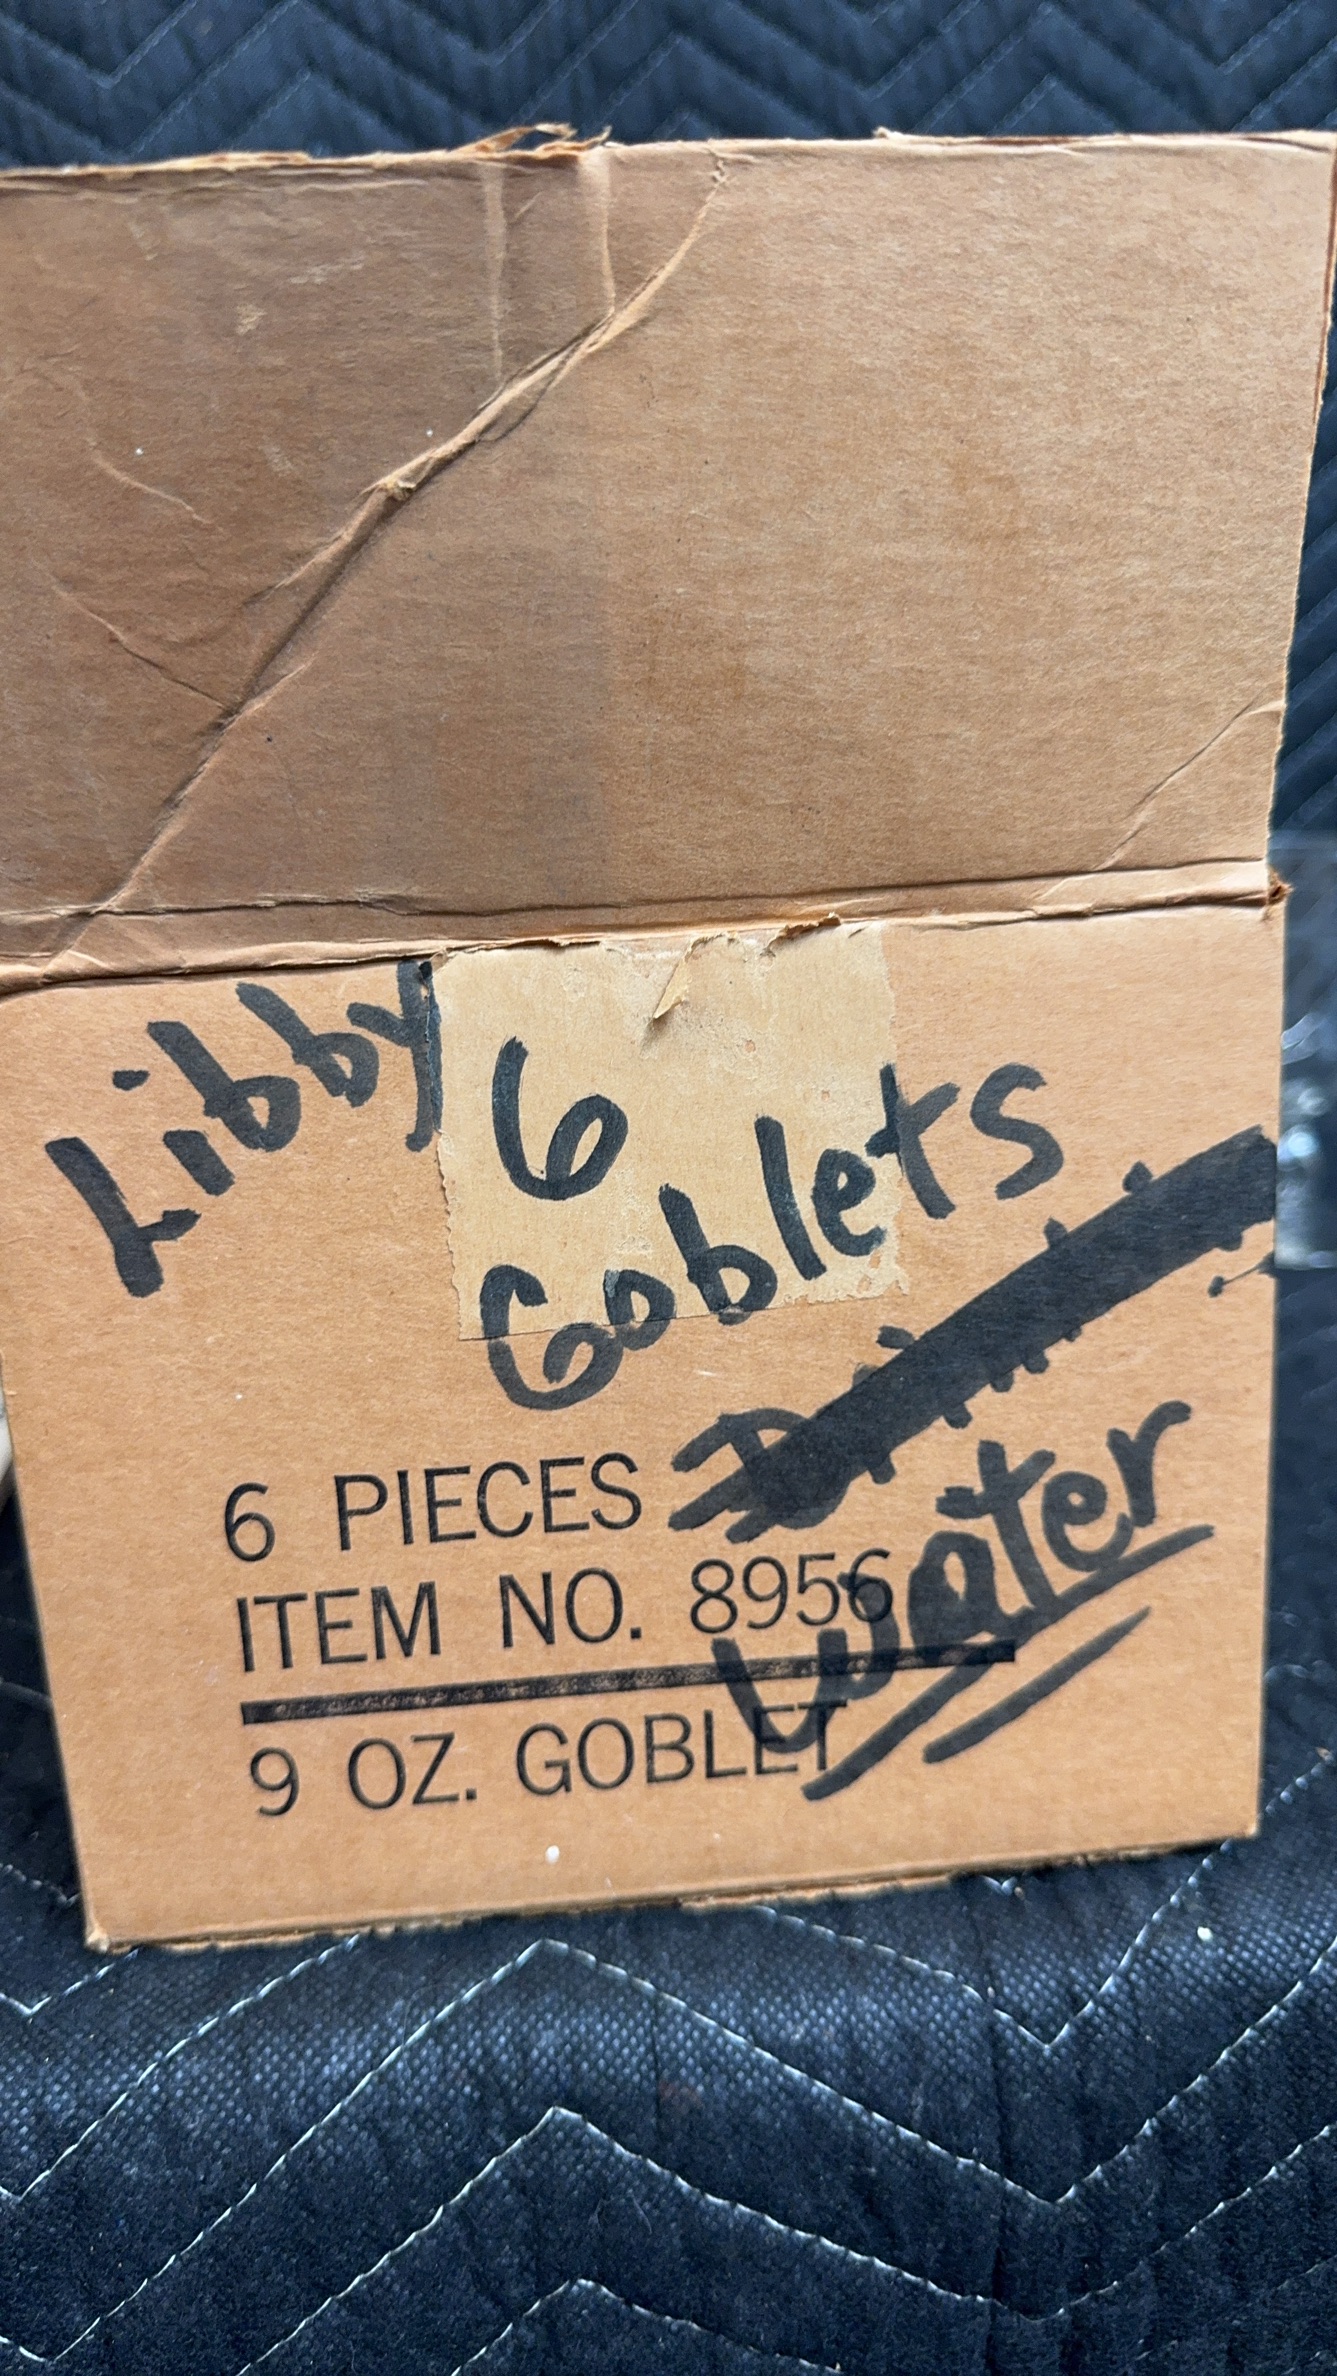 Libby
6
Goblets
6 PIECES
ITEM NO. 8956
Water
9 OZ. GOBLET